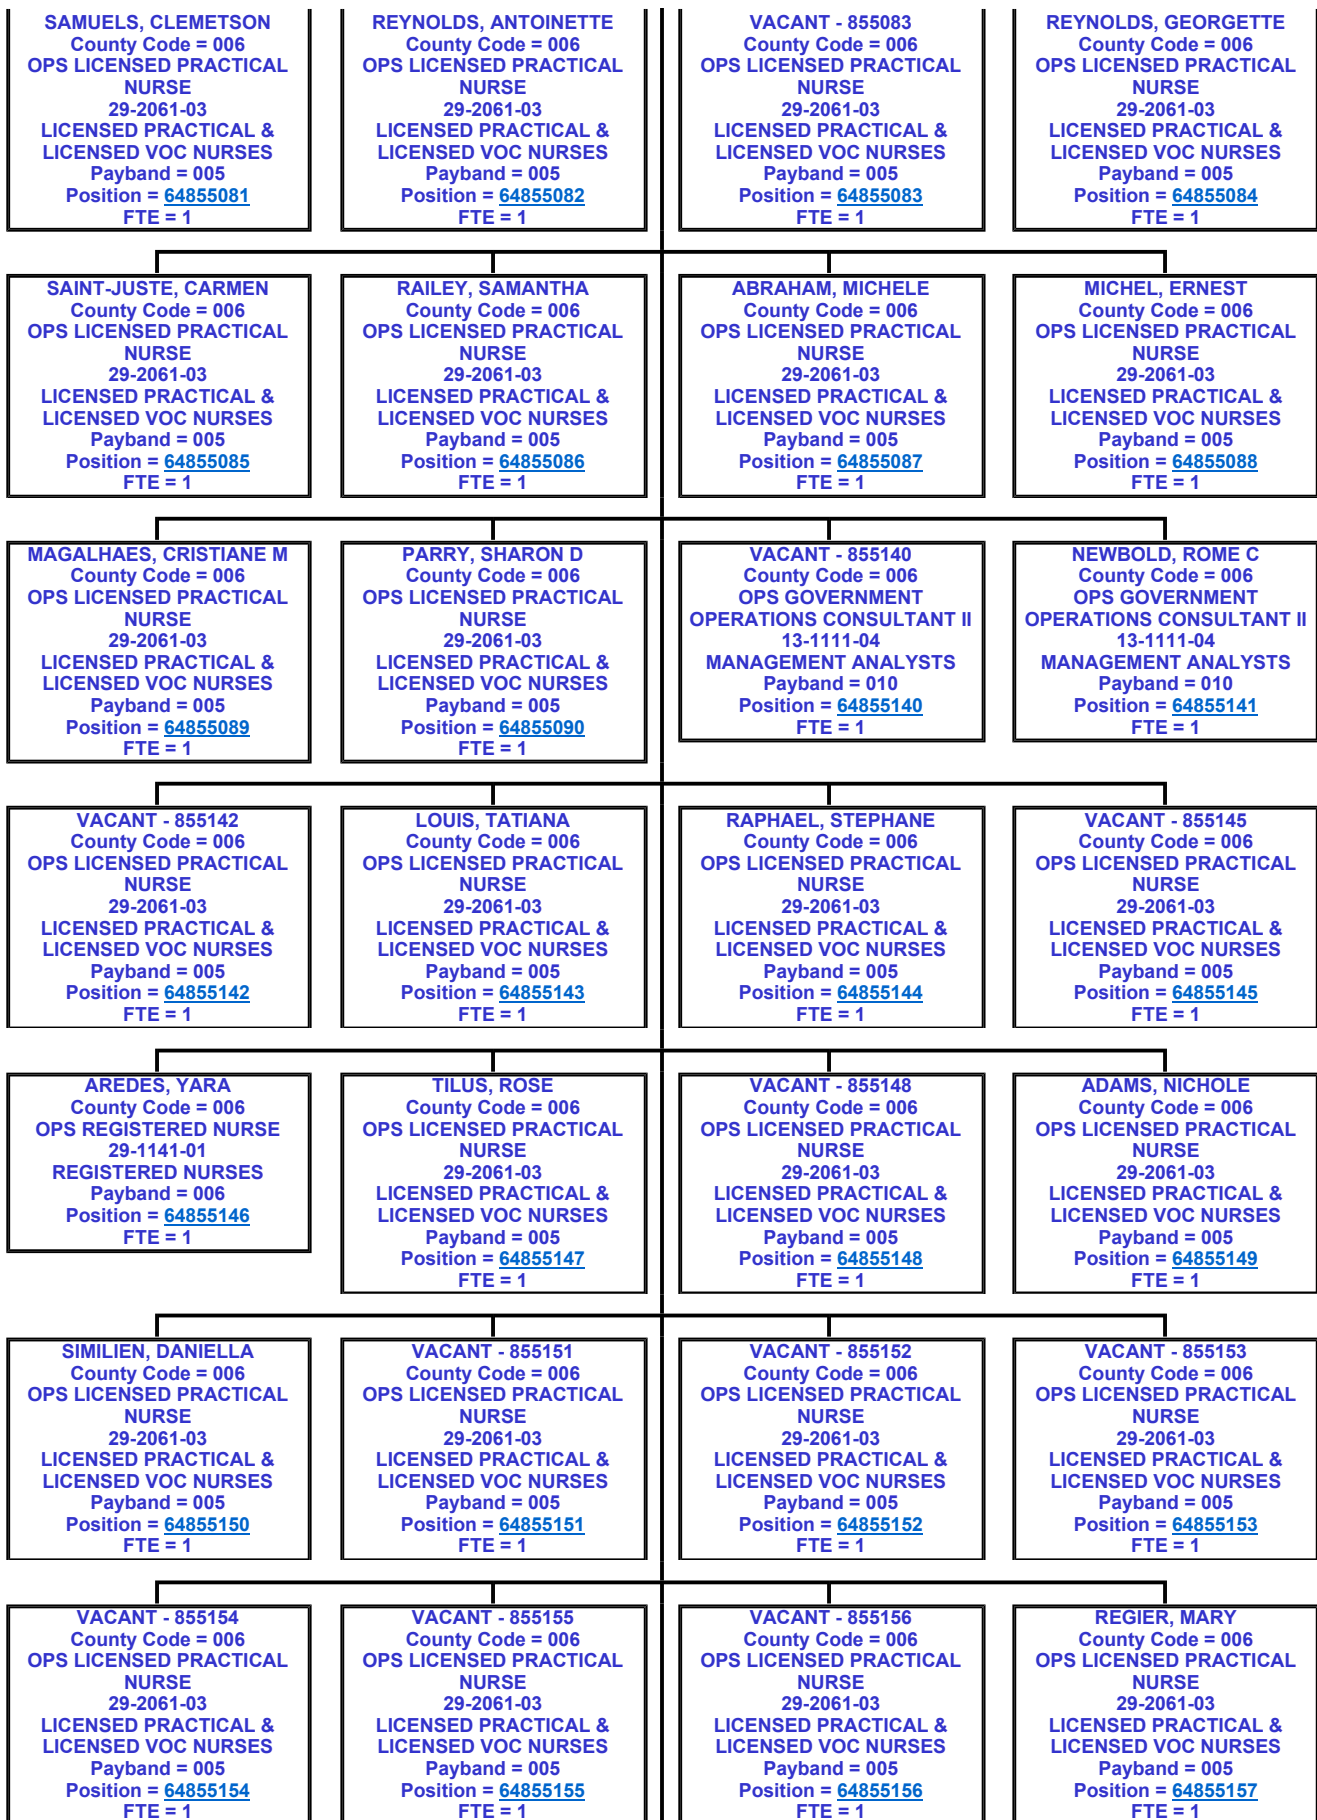 SAMUELS, CLEMETSON
County Code = 006
OPS LICENSED PRACTICAL
NURSE
29-2061-03
LICENSED PRACTICAL &
LICENSED VOC NURSES
Payband = 005
Position = 64855081
FTE = 1
REYNOLDS, ANTOINETTE
County Code = 006
OPS LICENSED PRACTICAL
NURSE
29-2061-03
LICENSED PRACTICAL &
LICENSED VOC NURSES
Payband = 005
Position = 64855082
FTE = 1
VACANT - 855083
County Code = 006
OPS LICENSED PRACTICAL
NURSE
29-2061-03
LICENSED PRACTICAL &
LICENSED VOC NURSES
Payband = 005
Position = 64855083
FTE = 1
REYNOLDS, GEORGETTE
County Code = 006
OPS LICENSED PRACTICAL
NURSE
29-2061-03
LICENSED PRACTICAL &
LICENSED VOC NURSES
Payband = 005
Position = 64855084
FTE = 1
SAINT-JUSTE, CARMEN
County Code = 006
OPS LICENSED PRACTICAL
NURSE
29-2061-03
LICENSED PRACTICAL &
LICENSED VOC NURSES
Payband = 005
Position = 64855085
FTE = 1
RAILEY, SAMANTHA
County Code = 006
OPS LICENSED PRACTICAL
NURSE
29-2061-03
LICENSED PRACTICAL &
LICENSED VOC NURSES
Payband = 005
Position = 64855086
FTE = 1
ABRAHAM, MICHELE
County Code = 006
OPS LICENSED PRACTICAL
NURSE
29-2061-03
LICENSED PRACTICAL &
LICENSED VOC NURSES
Payband = 005
Position = 64855087
FTE = 1
MICHEL, ERNEST
County Code = 006
OPS LICENSED PRACTICAL
NURSE
29-2061-03
LICENSED PRACTICAL &
LICENSED VOC NURSES
Payband = 005
Position = 64855088
FTE = 1
MAGALHAES, CRISTIANE M
County Code = 006
OPS LICENSED PRACTICAL
NURSE
29-2061-03
LICENSED PRACTICAL &
LICENSED VOC NURSES
Payband = 005
Position = 64855089
FTE = 1
PARRY, SHARON D
County Code = 006
OPS LICENSED PRACTICAL
NURSE
29-2061-03
LICENSED PRACTICAL &
LICENSED VOC NURSES
Payband = 005
Position = 64855090
FTE = 1
VACANT - 855140
County Code = 006
OPS GOVERNMENT
OPERATIONS CONSULTANT II
13-1111-04
MANAGEMENT ANALYSTS
Payband = 010
Position = 64855140
FTE = 1
NEWBOLD, ROME C
County Code = 006
OPS GOVERNMENT
OPERATIONS CONSULTANT II
13-1111-04
MANAGEMENT ANALYSTS
Payband = 010
Position = 64855141
FTE = 1
VACANT - 855142
County Code = 006
OPS LICENSED PRACTICAL
NURSE
29-2061-03
LICENSED PRACTICAL &
LICENSED VOC NURSES
Payband = 005
Position = 64855142
FTE = 1
LOUIS, TATIANA
County Code = 006
OPS LICENSED PRACTICAL
NURSE
29-2061-03
LICENSED PRACTICAL &
LICENSED VOC NURSES
Payband = 005
Position = 64855143
FTE = 1
RAPHAEL, STEPHANE
County Code = 006
OPS LICENSED PRACTICAL
NURSE
29-2061-03
LICENSED PRACTICAL &
LICENSED VOC NURSES
Payband = 005
Position = 64855144
FTE = 1
VACANT - 855145
County Code = 006
OPS LICENSED PRACTICAL
NURSE
29-2061-03
LICENSED PRACTICAL &
LICENSED VOC NURSES
Payband = 005
Position = 64855145
FTE = 1
AREDES, YARA
County Code = 006
OPS REGISTERED NURSE
29-1141-01
REGISTERED NURSES
Payband = 006
Position = 64855146
FTE = 1
TILUS, ROSE
County Code = 006
OPS LICENSED PRACTICAL
NURSE
29-2061-03
LICENSED PRACTICAL &
LICENSED VOC NURSES
Payband = 005
Position = 64855147
FTE = 1
VACANT - 855148
County Code = 006
OPS LICENSED PRACTICAL
NURSE
29-2061-03
LICENSED PRACTICAL &
LICENSED VOC NURSES
Payband = 005
Position = 64855148
FTE = 1
ADAMS, NICHOLE
County Code = 006
OPS LICENSED PRACTICAL
NURSE
29-2061-03
LICENSED PRACTICAL &
LICENSED VOC NURSES
Payband = 005
Position = 64855149
FTE = 1
SIMILIEN, DANIELLA
County Code = 006
OPS LICENSED PRACTICAL
NURSE
29-2061-03
LICENSED PRACTICAL &
LICENSED VOC NURSES
Payband = 005
Position = 64855150
FTE = 1
VACANT - 855151
County Code = 006
OPS LICENSED PRACTICAL
NURSE
29-2061-03
LICENSED PRACTICAL &
LICENSED VOC NURSES
Payband = 005
Position = 64855151
FTE = 1
VACANT - 855152
County Code = 006
OPS LICENSED PRACTICAL
NURSE
29-2061-03
LICENSED PRACTICAL &
LICENSED VOC NURSES
Payband = 005
Position = 64855152
FTE = 1
VACANT - 855153
County Code = 006
OPS LICENSED PRACTICAL
NURSE
29-2061-03
LICENSED PRACTICAL &
LICENSED VOC NURSES
Payband = 005
Position = 64855153
FTE = 1
VACANT - 855154
County Code = 006
OPS LICENSED PRACTICAL
NURSE
29-2061-03
LICENSED PRACTICAL &
LICENSED VOC NURSES
Payband = 005
Position = 64855154
FTE = 1
VACANT - 855155
County Code = 006
OPS LICENSED PRACTICAL
NURSE
29-2061-03
LICENSED PRACTICAL &
LICENSED VOC NURSES
Payband = 005
Position = 64855155
FTE = 1
VACANT - 855156
County Code = 006
OPS LICENSED PRACTICAL
NURSE
29-2061-03
LICENSED PRACTICAL &
LICENSED VOC NURSES
Payband = 005
Position = 64855156
FTE = 1
REGIER, MARY
County Code = 006
OPS LICENSED PRACTICAL
NURSE
29-2061-03
LICENSED PRACTICAL &
LICENSED VOC NURSES
Payband = 005
Position = 64855157
FTE = 1